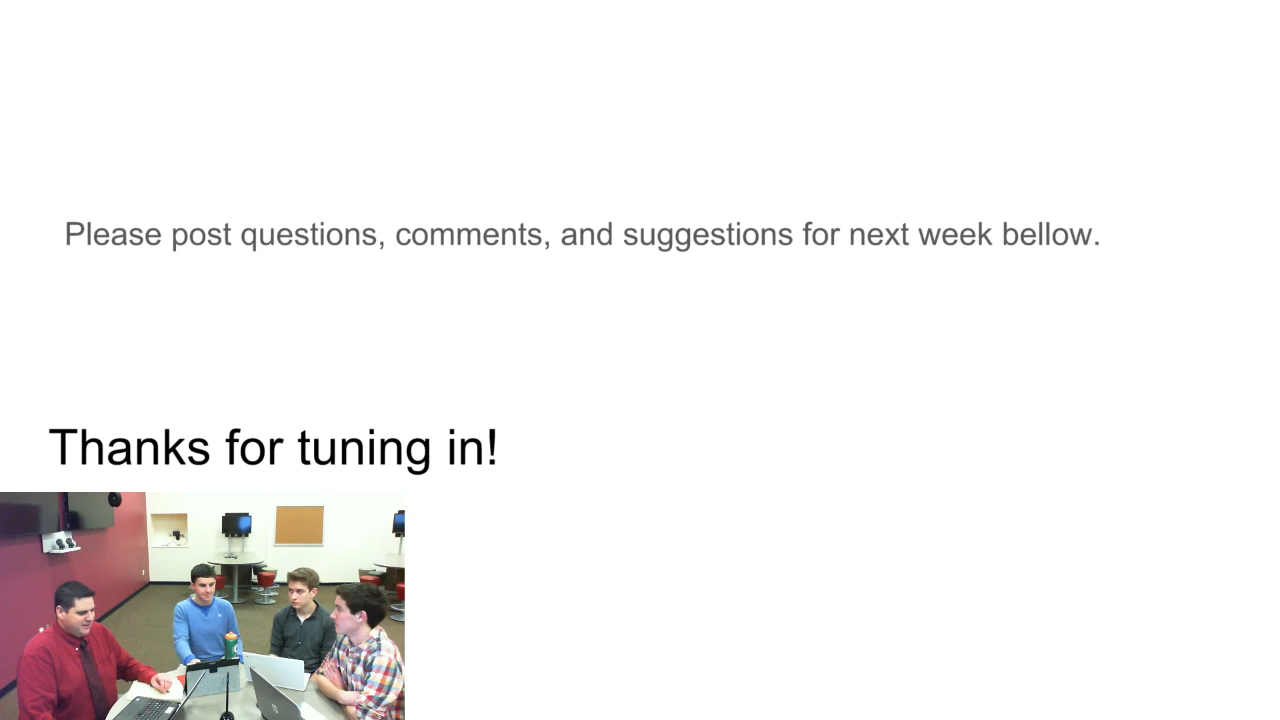 Please post questions, comments, and suggestions for next week bellow.
Thanks for tuning in!